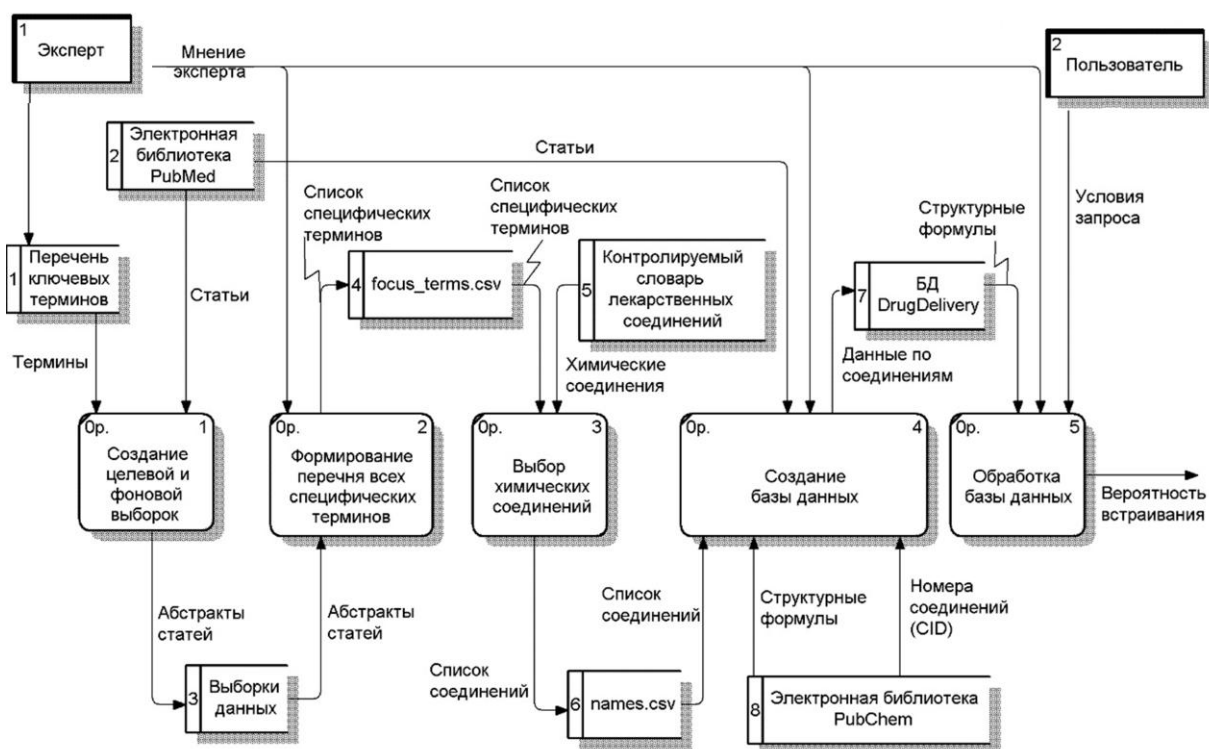 1
Эксперт
Мнение
эксперта
2
Пользователь
2
Электронная
библиотека
PubMed
Статьи
Список
специфических
терминов
Список
специфических
терминов
Структурные
формулы
Условия
запроса
1
Перечень
ключевых
терминов
Статьи
4
focus_terms.csv
5
Контролируемый
словарь
лекарственных
соединений
7
БД
DrugDelivery
Термины
Химические
соединения
Данные по
соединениям
0р.
1
Создание
целевой и
фоновой
выборок
0р.
2
Формирование
перечня всех
специфических
терминов
0р.
3
Выбор
химических
соединений
0р.
4
Создание
базы данных
0р.
5
Обработка
базы данных
Вероятность
встраивания
Абстракты
статей
Абстракты
статей
Список
соединений
Список
соединений
Структурные
формулы
Номера
соединений
(CID)
3
Выборки
данных
6
names.csv
8
Электронная библиотека
PubChem